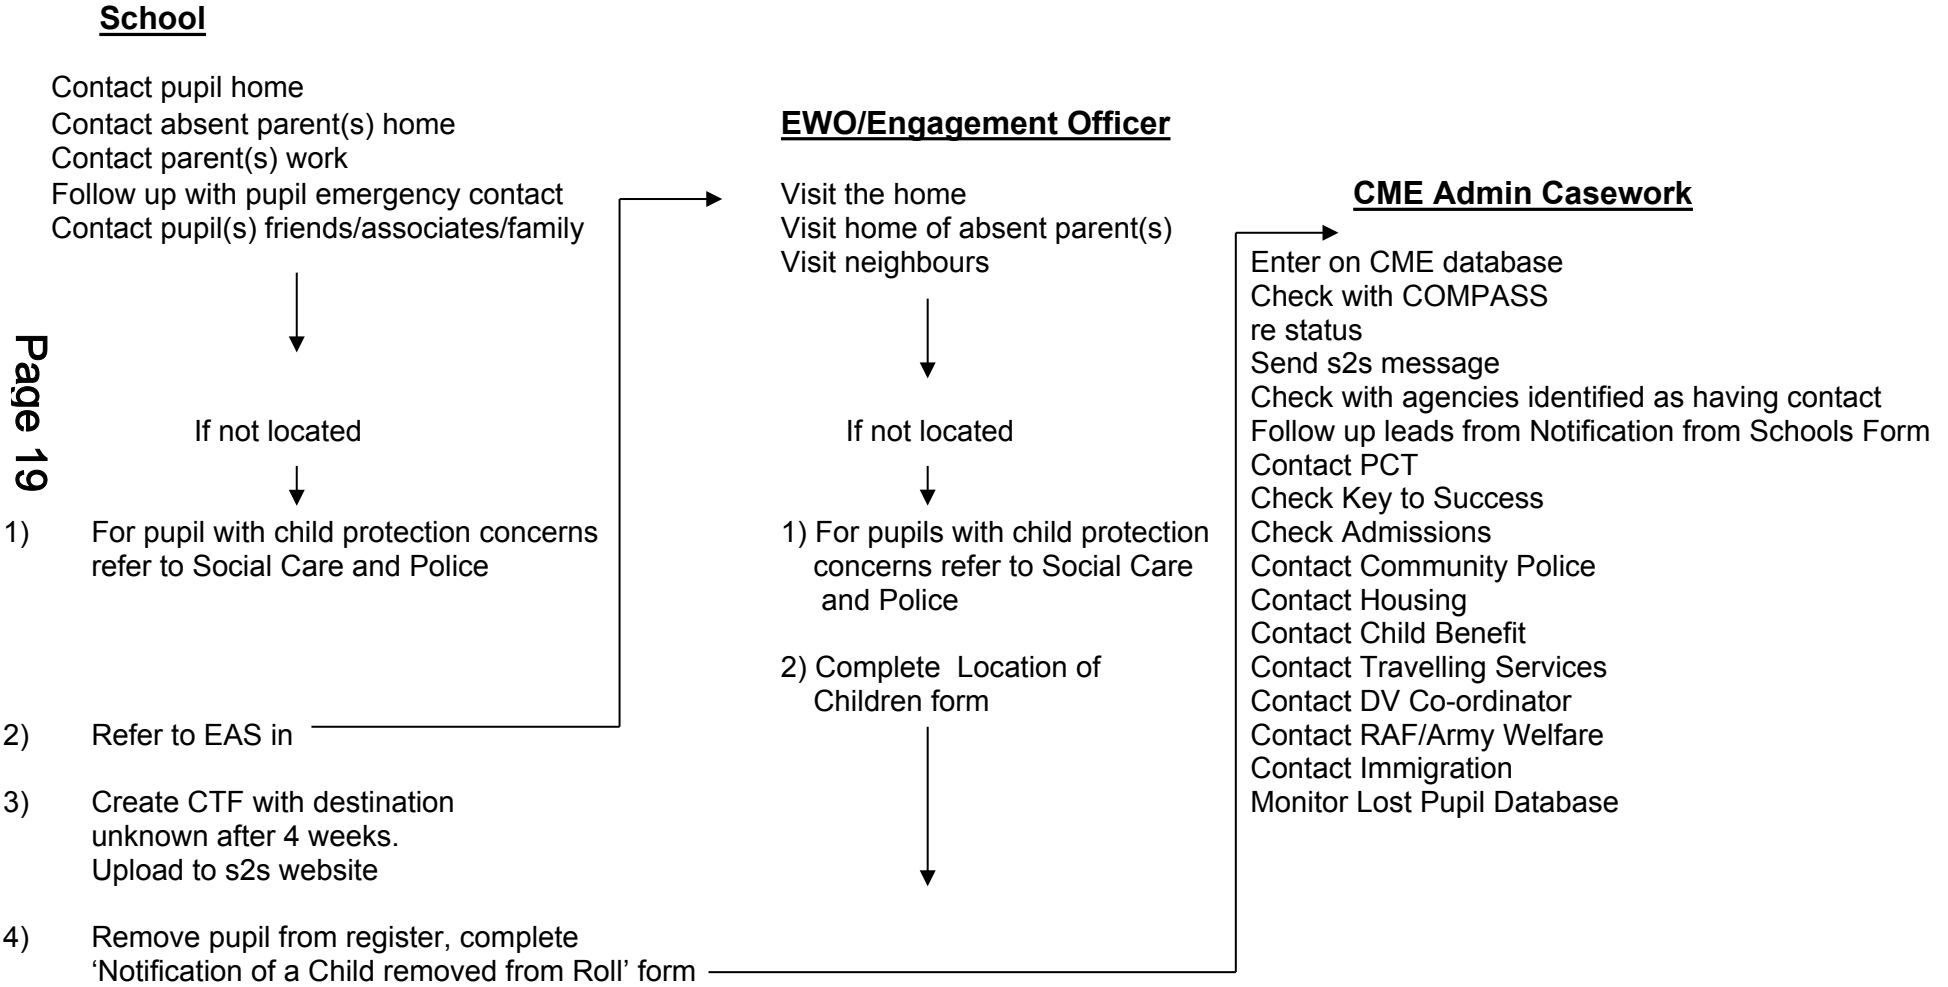 School
Contact pupil home
Contact absent parent(s) home
Contact parent(s) work
Follow up with pupil emergency contact
Contact pupil(s) friends/associates/family
If not located
1) For pupil with child protection concerns
refer to Social Care and Police
2) Refer to EAS in
3) Create CTF with destination
unknown after 4 weeks.
Upload to s2s website
4) Remove pupil from register, complete
‘Notification of a Child removed from Roll’ form
EWO/Engagement Officer
Visit the home
Visit home of absent parent(s)
Visit neighbours
If not located
1) For pupils with child protection
concerns refer to Social Care
and Police
2) Complete Location of
Children form
CME Admin Casework
Enter on CME database
Check with COMPASS
re status
Send s2s message
Check with agencies identified as having contact
Follow up leads from Notification from Schools Form
Contact PCT
Check Key to Success
Check Admissions
Contact Community Police
Contact Housing
Contact Child Benefit
Contact Travelling Services
Contact DV Co-ordinator
Contact RAF/Army Welfare
Contact Immigration
Monitor Lost Pupil Database
Page 19